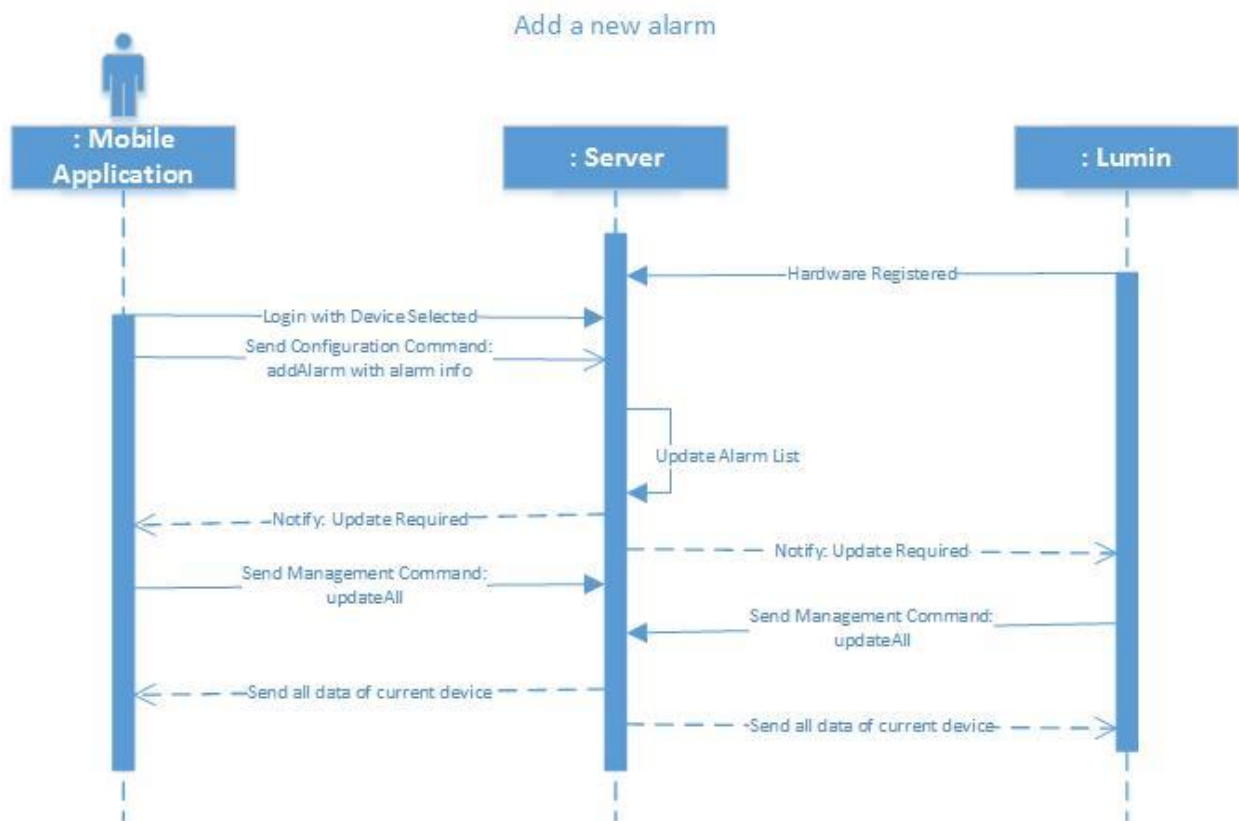 Add a new alarm
: Mobile
Application
: Server
: Lumin
Hardware Registered
Login with Device Selected
Send Configuration Command:
addAlarm with alarm info
Update Alarm List
Notify: Update Required
Notify: Update Required
Send Management Command:
updateAll
Send Management Command:
updateAll
Send all data of current device
Send all data of current device